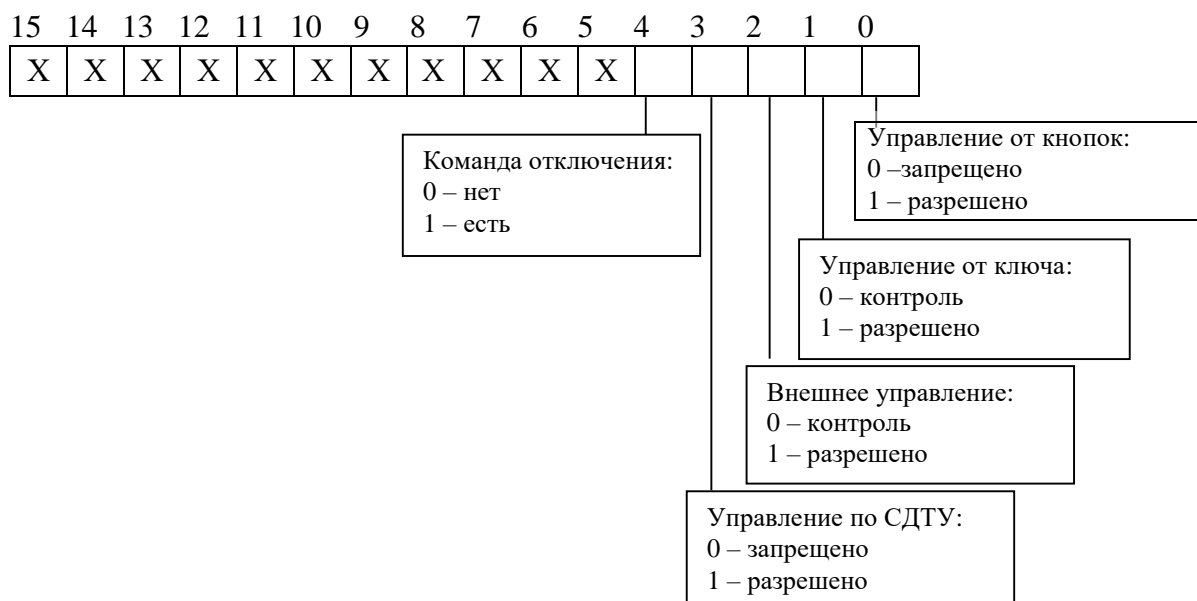 15 14 13 12 11 10 9 8 7 6 5 4 3 2 1 0
X X X X X X X X X X X
Управление от кнопок:
0 –запрещено
1 – разрешено
Команда отключения:
0 – нет
1 – есть
Управление от ключа:
0 – контроль
1 – разрешено
Внешнее управление:
0 – контроль
1 – разрешено
Управление по СДТУ:
0 – запрещено
1 – разрешено